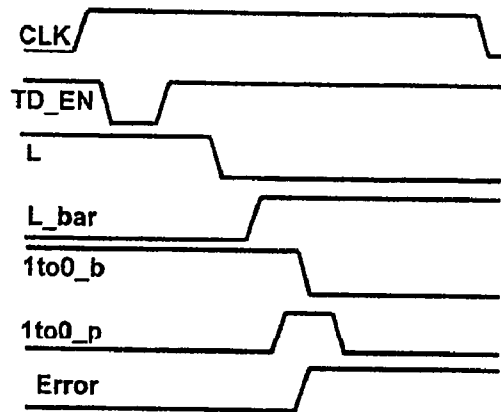 CLK
TD_EN
L
L_bar
1to0_b
1to0_p
Error